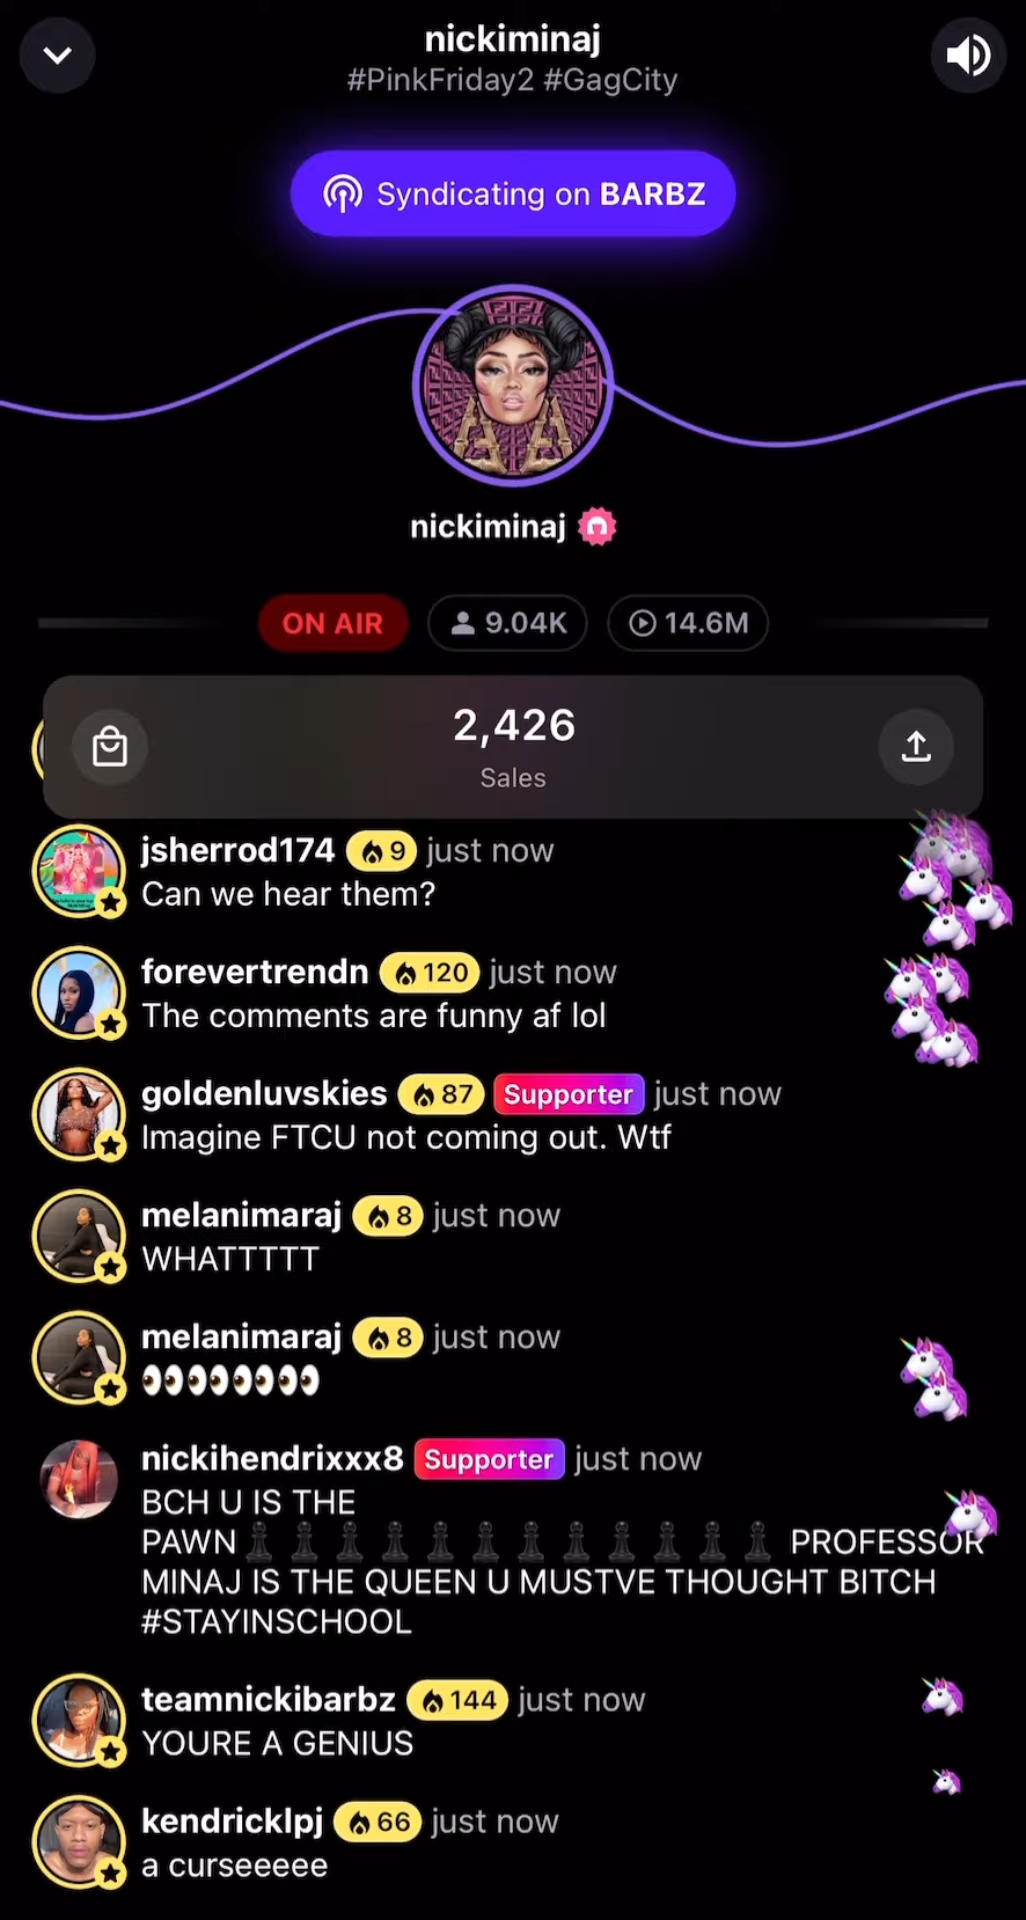 nickiminaj
#PinkFriday2 #GagCity
Syndicating on BARBZ
nickiminaj
ON AIR 9.04K 14.6M
2,426
Sales
jsherrod174 9 just now
Can we hear them?
forevertrendn 120 just now
The comments are funny af lol
goldenluvskies 87 Supporter just now
Imagine FTCU not coming out. Wtf
melanimaraj 8 just now
WHATTTTT
melanimaraj 8 just now
👀👀👀👀
nickihendrixxx8 Supporter just now
BCH U IS THE
PAWN♟♟♟♟♟♟♟♟♟♟♟♟ PROFESSOR
MINAJ IS THE QUEEN U MUSTVE THOUGHT BITCH
#STAYINSCHOOL
teamnickibarbz 144 just now
YOURE A GENIUS
kendricklpj 66 just now
a curseeeee